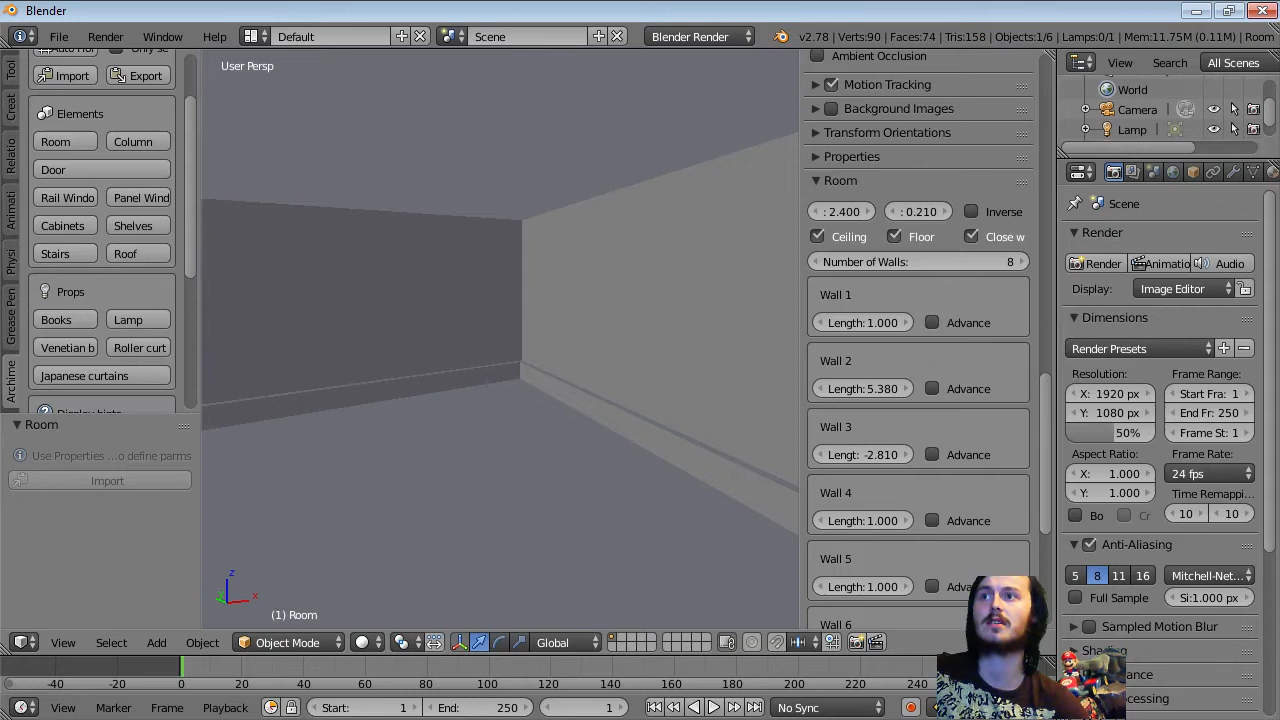 Blender
File
Render
Window
Help
Default
Scene
Blender Render
v2.78 | Verts:90 | Faces:74 | Tris:158 | Objects:1/6 | Lamps:0/1 | Mem:11.75M (0.11M) | Room
Tool
Creat
Relatio
Animati
Physi
Grease Pen
Archime
Only se
Import
Export
Elements
Room
Column
Door
Rail Windo
Panel Wind
Cabinets
Shelves
Stairs
Roof
Props
Books
Lamp
Venetian b
Roller curt
Japanese curtains
Room
Use Properties ...o define parms
Import
User Persp
z
y
x
(1) Room
Ambient Occlusion
Motion Tracking
Background Images
Transform Orientations
Properties
Room
: 2.400
: 0.210
Inverse
Ceiling
Floor
Close w
Number of Walls: 8
Wall 1
Length: 1.000
Advance
Wall 2
Length: 5.380
Advance
Wall 3
Lengt: -2.810
Advance
Wall 4
Length: 1.000
Advance
Wall 5
Length: 1.000
Wall 6
View
Search
All Scenes
World
Camera
Lamp
Scene
Render
Render
Animatio
Audio
Display:
Image Editor
Dimensions
Render Presets
Resolution:
Frame Range:
X: 1920 px
Start Fra: 1
Y: 1080 px
End Fr: 250
50%
Frame St: 1
Aspect Ratio:
Frame Rate:
X: 1.000
24 fps
Y: 1.000
Time Remappi...
Bo
Cr
10
10
Anti-Aliasing
5
8
11
16
Mitchell-Net...
Full Sample
Si: 1.000 px
Sampled Motion Blur
View
Select
Add
Object
Object Mode
Global
-40
-20
0
20
40
60
80
100
120
140
160
180
200
220
240
View
Marker
Frame
Playback
Start: 1
End: 250
1
No Sync